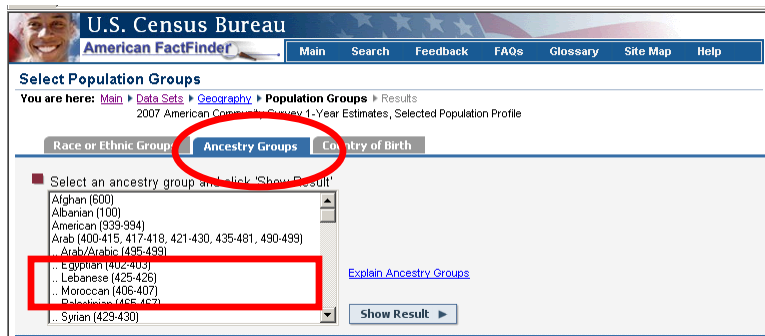 U.S. Census Bureau
American FactFinder
Main Search Feedback FAQs Glossary Site Map Help
Select Population Groups
You are here: Main ▶ Data Sets ▶ Geography ▶ Population Groups ▶ Results
2007 American Community Survey 1-Year Estimates, Selected Population Profile
Race or Ethnic Groups Ancestry Groups Country of Birth
Select an ancestry group and click 'Show Result'
Afghan (600)
Albanian (100)
American (939-994)
Arab (400-415, 417-418, 421-430, 435-481, 490-499)
.. Arab/Arabic (495-499)
.. Egyptian (402-403)
.. Lebanese (425-426)
.. Moroccan (406-407)
.. Palestinian (465-467)
.. Syrian (429-430)
Explain Ancestry Groups
Show Result ▶